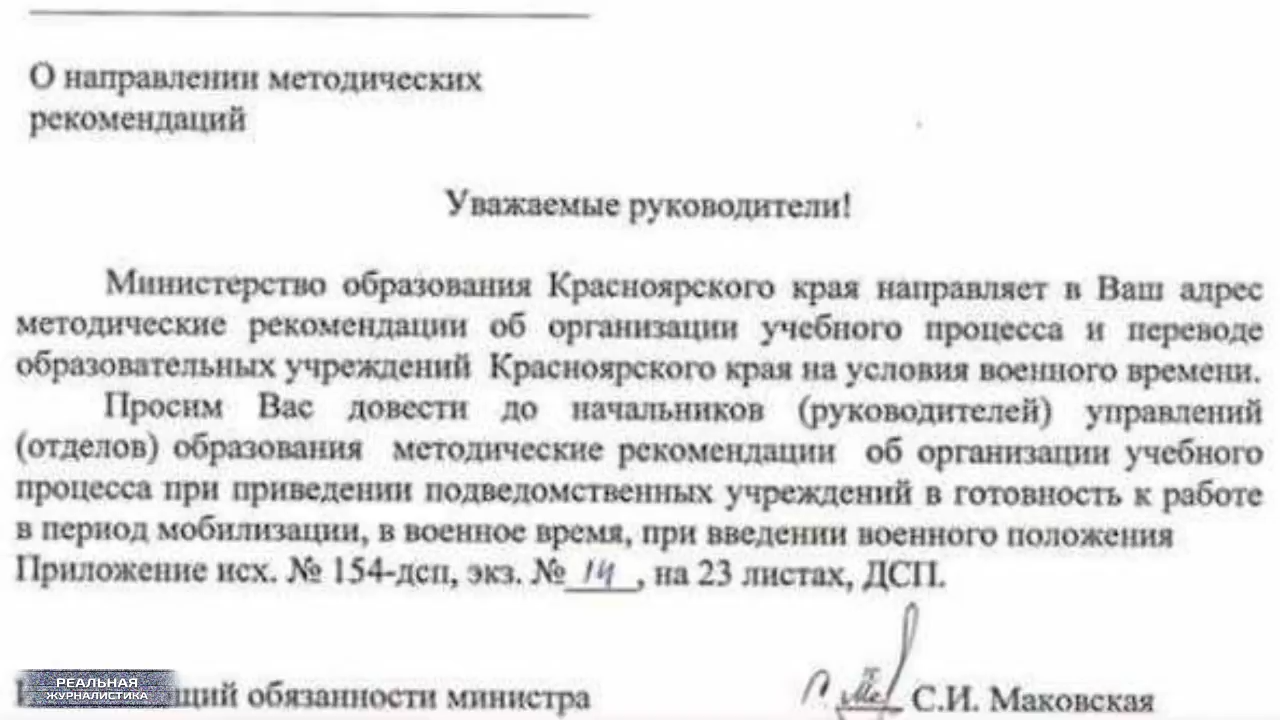 О направлении методических
рекомендаций
Уважаемые руководители!
Министерство образования Красноярского края направляет в Ваш адрес
методические рекомендации об организации учебного процесса и переводе
образовательных учреждений Красноярского края на условия военного времени.
Просим Вас довести до начальников (руководителей) управлений
(отделов) образования методические рекомендации об организации учебного
процесса при приведении подведомственных учреждений в готовность к работе
в период мобилизации, в военное время, при введении военного положения
Приложение исх. № 154-дсп, экз. № 14, на 23 листах, ДСП.
обязанности министра
С.И. Маковская
РЕАЛЬНАЯ
ЖУРНАЛИСТИКА